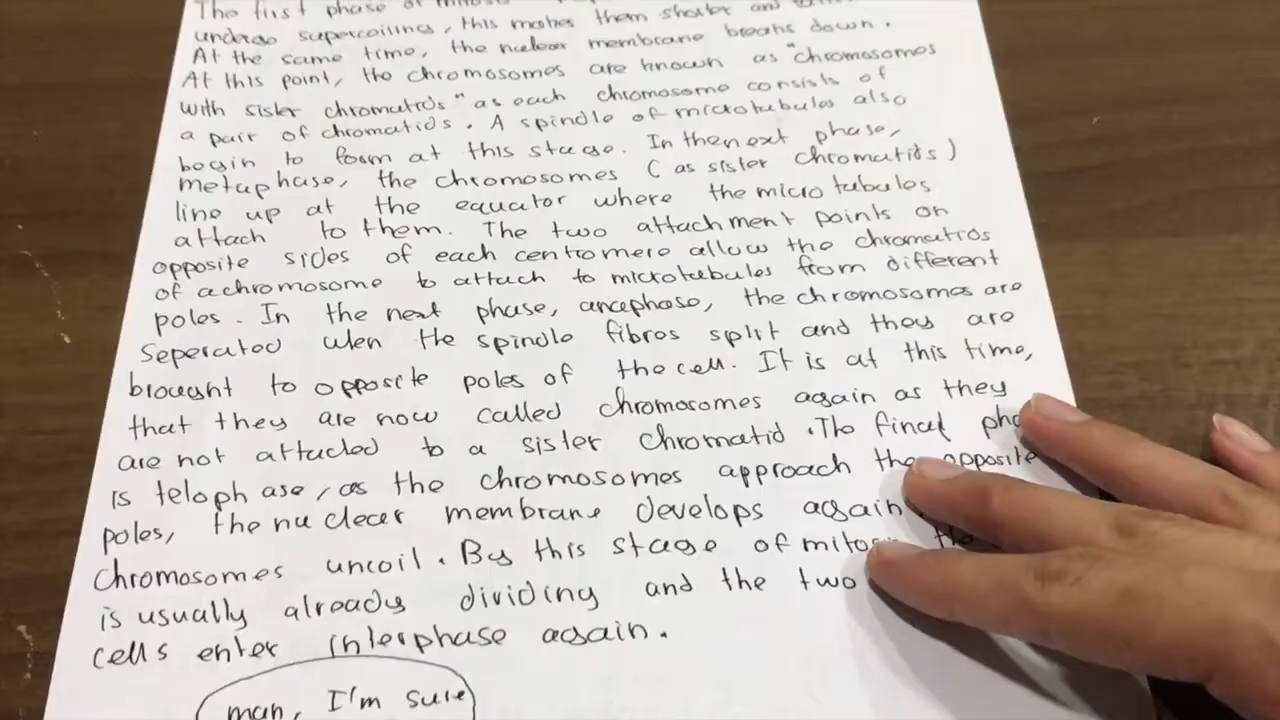 The first phase of
undergo supercoiling, this makes them shorter and
At the same time, the nuclear membrane breaks down.
At this point, the chromosomes are known as "chromosomes
with sister chromatids" as each chromosome consists of
a pair of chromatids. A spindle of microtubules also
begin to form at this stage. In the next phase,
metaphase, the chromosomes (as sister chromatids)
line up at the equator where the microtubules
attach to them. The two attachment points on
opposite sides of each centromere allow the chromatids
of a chromosome to attach to microtubules from different
poles. In the next phase, anaphase, the chromosomes are
seperated when the spindle fibres split and they are
brought to opposite poles of the cell. It is at this time,
that they are now called chromosomes again as they
are not attached to a sister chromatid. The final pha
is telophase, as the chromosomes approach the opposite
poles, the nuclear membrane develops again
chromosomes uncoil. By this stage of mitos
is usually already dividing and the two
cells enter interphase again.
man, I'm sure